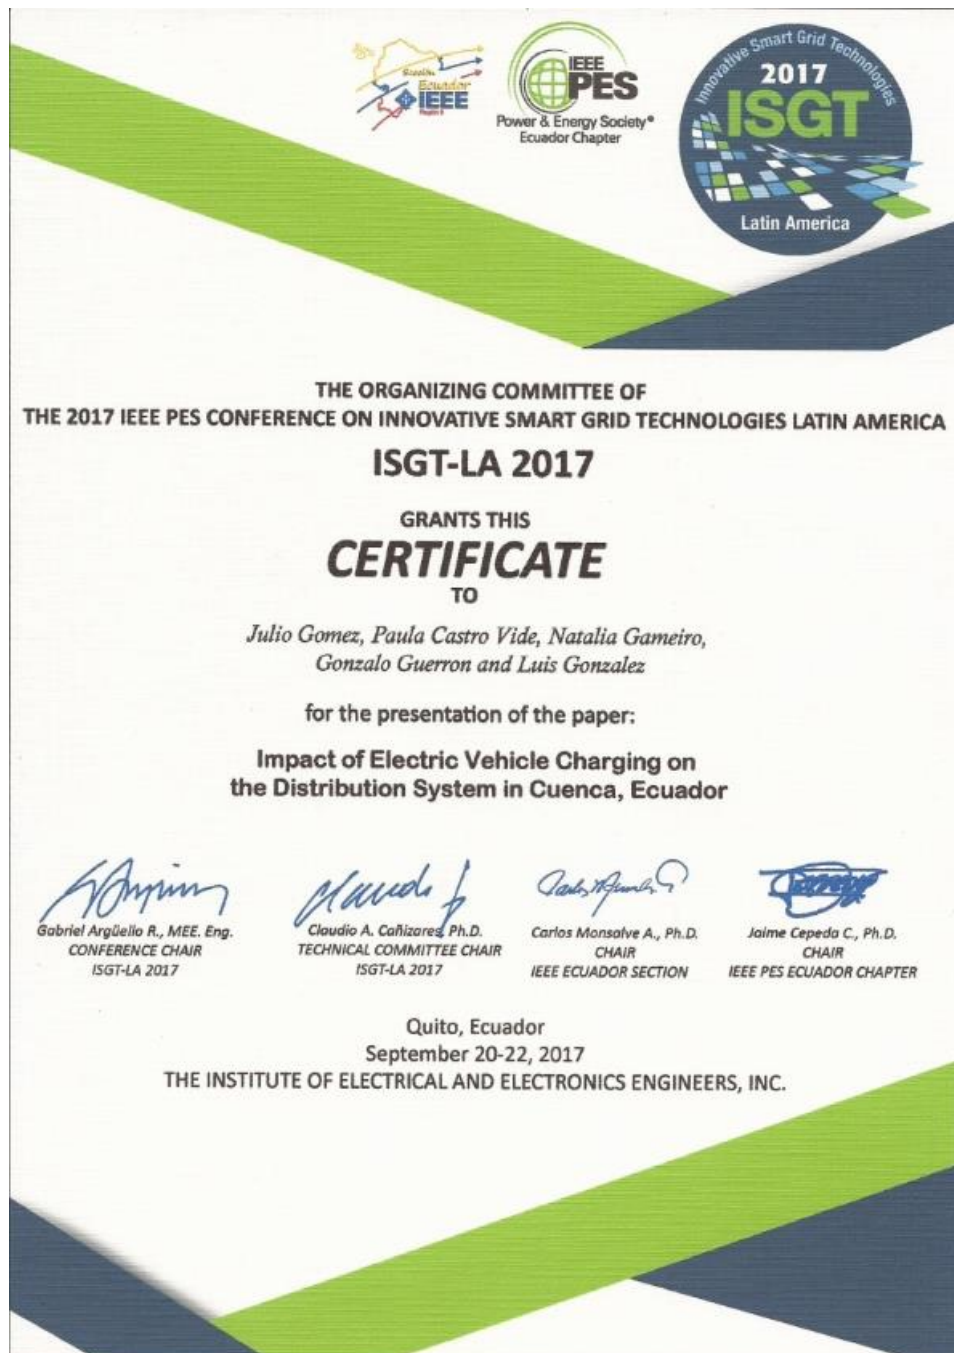 Sección
Ecuador
IEEE
Region 9
IEEE
PES
Power & Energy Society®
Ecuador Chapter
Innovative Smart Grid Technologies
2017
ISGT
Latin America
THE ORGANIZING COMMITTEE OF
THE 2017 IEEE PES CONFERENCE ON INNOVATIVE SMART GRID TECHNOLOGIES LATIN AMERICA
ISGT-LA 2017
GRANTS THIS
CERTIFICATE
TO
Julio Gomez, Paula Castro Vide, Natalia Gameiro,
Gonzalo Guerron and Luis Gonzalez
for the presentation of the paper:
Impact of Electric Vehicle Charging on
the Distribution System in Cuenca, Ecuador
Gabriel Argüello R., MEE. Eng.
CONFERENCE CHAIR
ISGT-LA 2017
Claudio A. Cañizares, Ph.D.
TECHNICAL COMMITTEE CHAIR
ISGT-LA 2017
Carlos Monsalve A., Ph.D.
CHAIR
IEEE ECUADOR SECTION
Jaime Cepeda C., Ph.D.
CHAIR
IEEE PES ECUADOR CHAPTER
Quito, Ecuador
September 20-22, 2017
THE INSTITUTE OF ELECTRICAL AND ELECTRONICS ENGINEERS, INC.